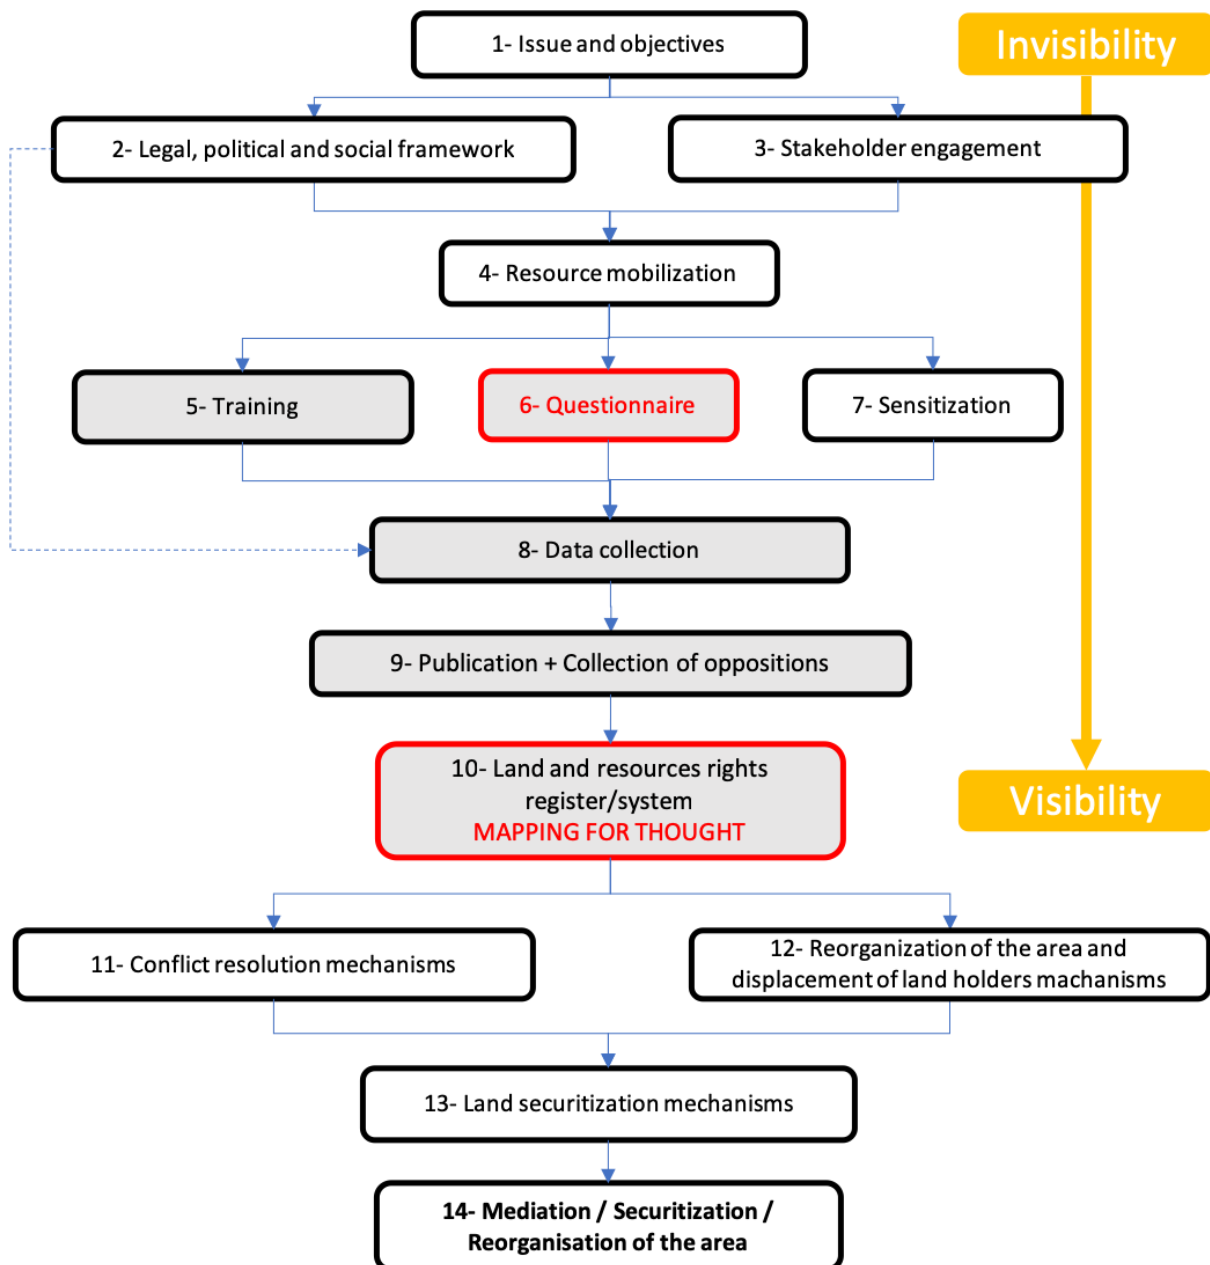 1- Issue and objectives
Invisibility
2- Legal, political and social framework
3- Stakeholder engagement
4- Resource mobilization
5- Training
6- Questionnaire
7- Sensitization
8- Data collection
9- Publication + Collection of oppositions
10- Land and resources rights
register/system
MAPPING FOR THOUGHT
Visibility
11- Conflict resolution mechanisms
12- Reorganization of the area and
displacement of land holders machanisms
13- Land securitization mechanisms
14- Mediation / Securitization /
Reorganisation of the area